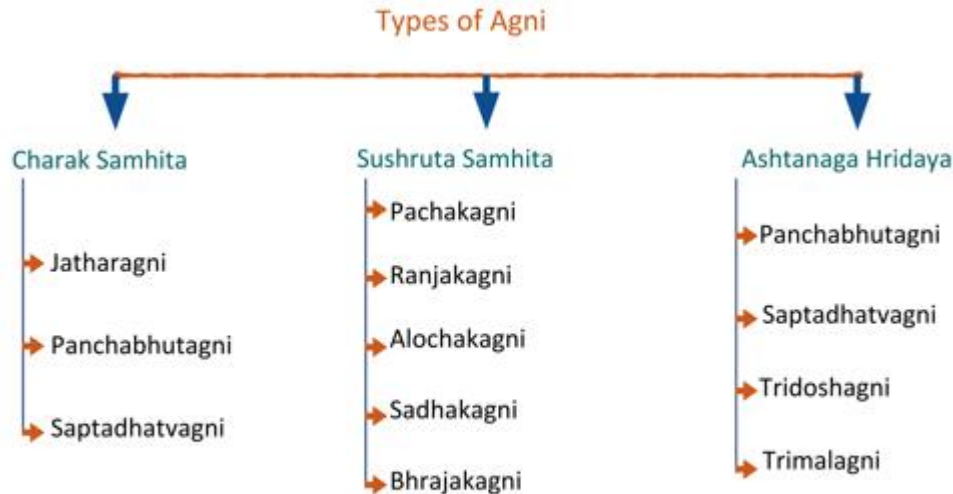 Types of Agni
Charak Samhita
Jatharagni
Panchabhutagni
Saptadhatvagni
Sushruta Samhita
Pachakagni
Ranjakagni
Alochakagni
Sadhakagni
Bhrajakagni
Ashtanaga Hridaya
Panchabhutagni
Saptadhatvagni
Tridoshagni
Trimalagni